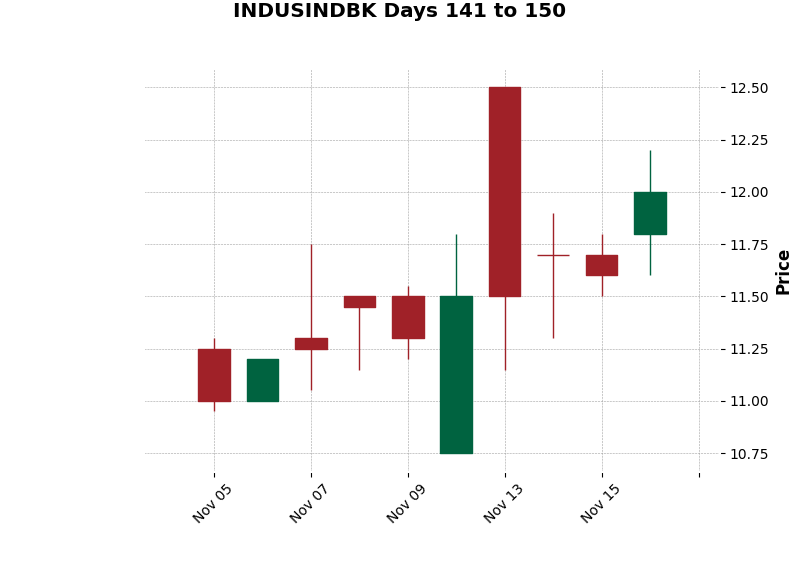 INDUSINDBK Days 141 to 150
12.50
12.25
12.00
11.75
11.50
11.25
11.00
10.75
Price
Nov 05
Nov 07
Nov 09
Nov 13
Nov 15